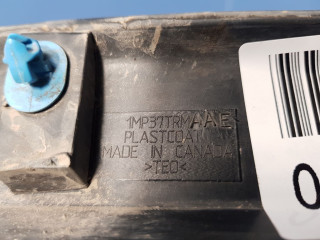 1MP37TRMAAE
PLASTCOAT
MADE IN CANADA
>TEO<
0